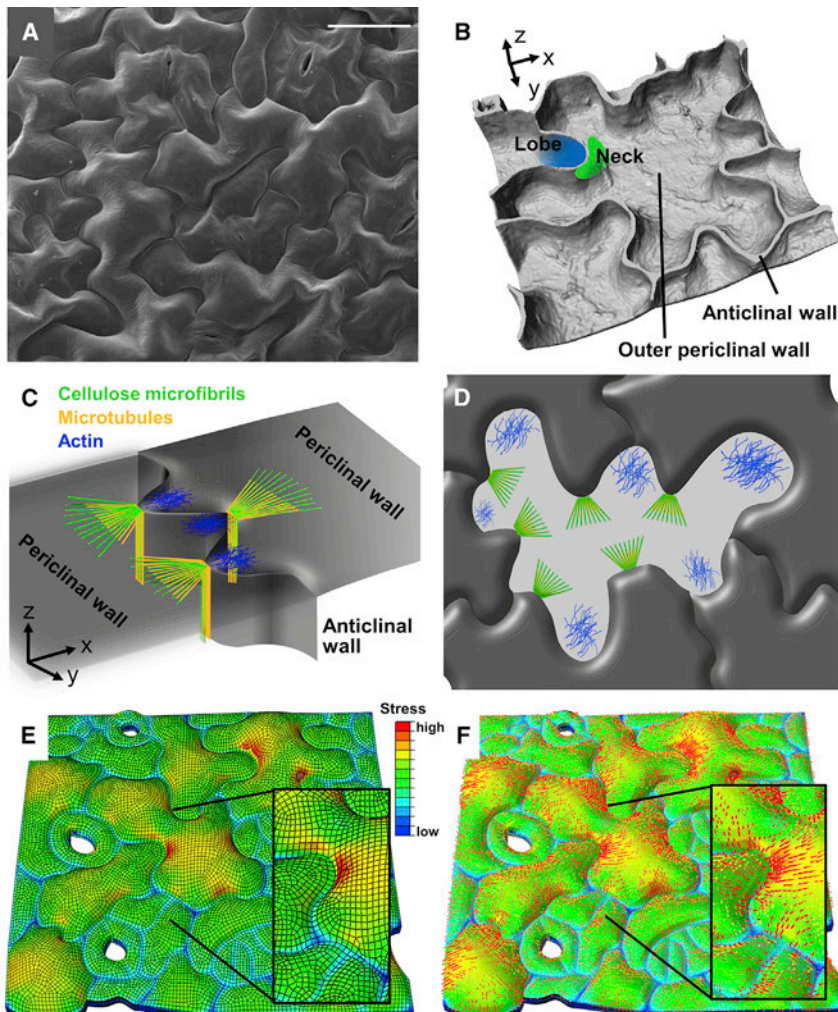 A
B
z
x
y
Lobe
Neck
Anticlinal wall
Outer periclinal wall
C
Cellulose microfibrils
Microtubules
Actin
Periclinal wall
Periclinal wall
Anticlinal
wall
z
x
y
D
E
Stress
high
low
F